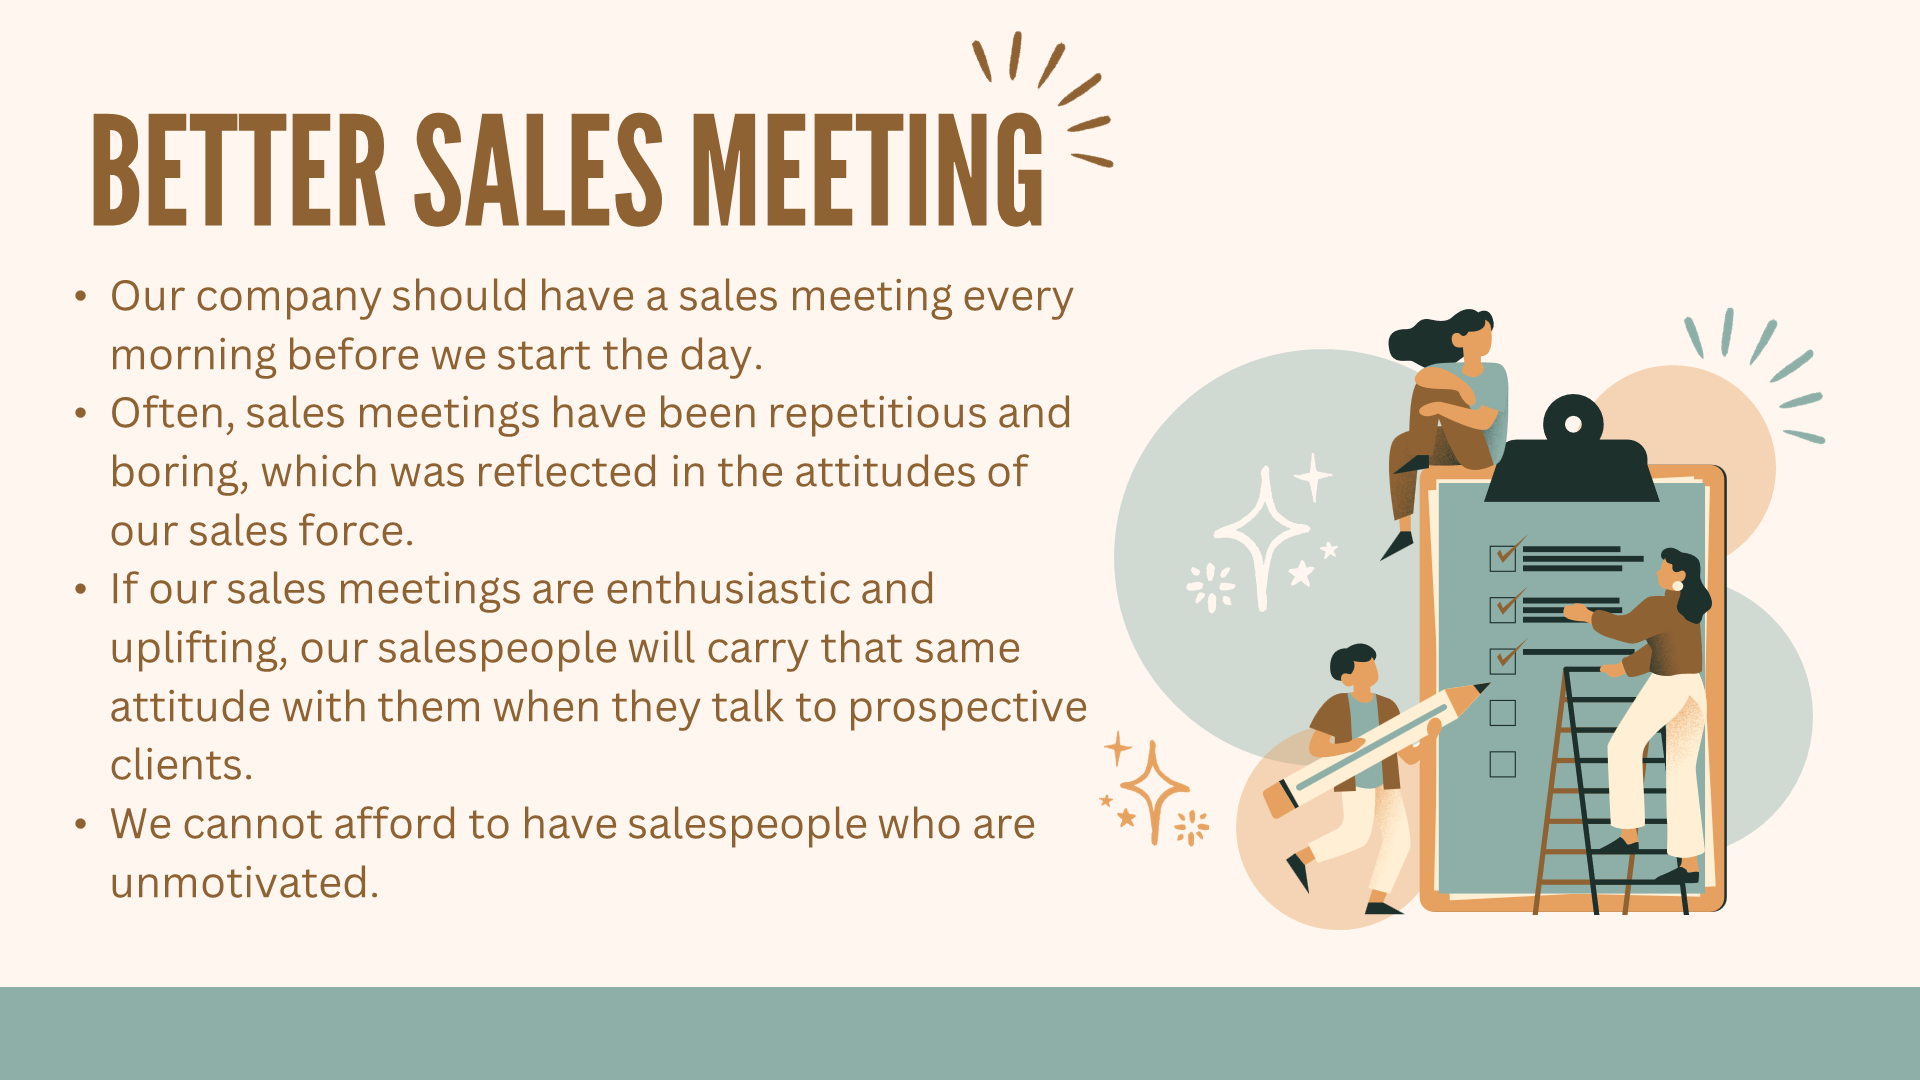 BETTER SALES MEETING
• Our company should have a sales meeting every
morning before we start the day.
• Often, sales meetings have been repetitious and
boring, which was reflected in the attitudes of
our sales force.
• If our sales meetings are enthusiastic and
uplifting, our salespeople will carry that same
attitude with them when they talk to prospective
clients.
• We cannot afford to have salespeople who are
unmotivated.